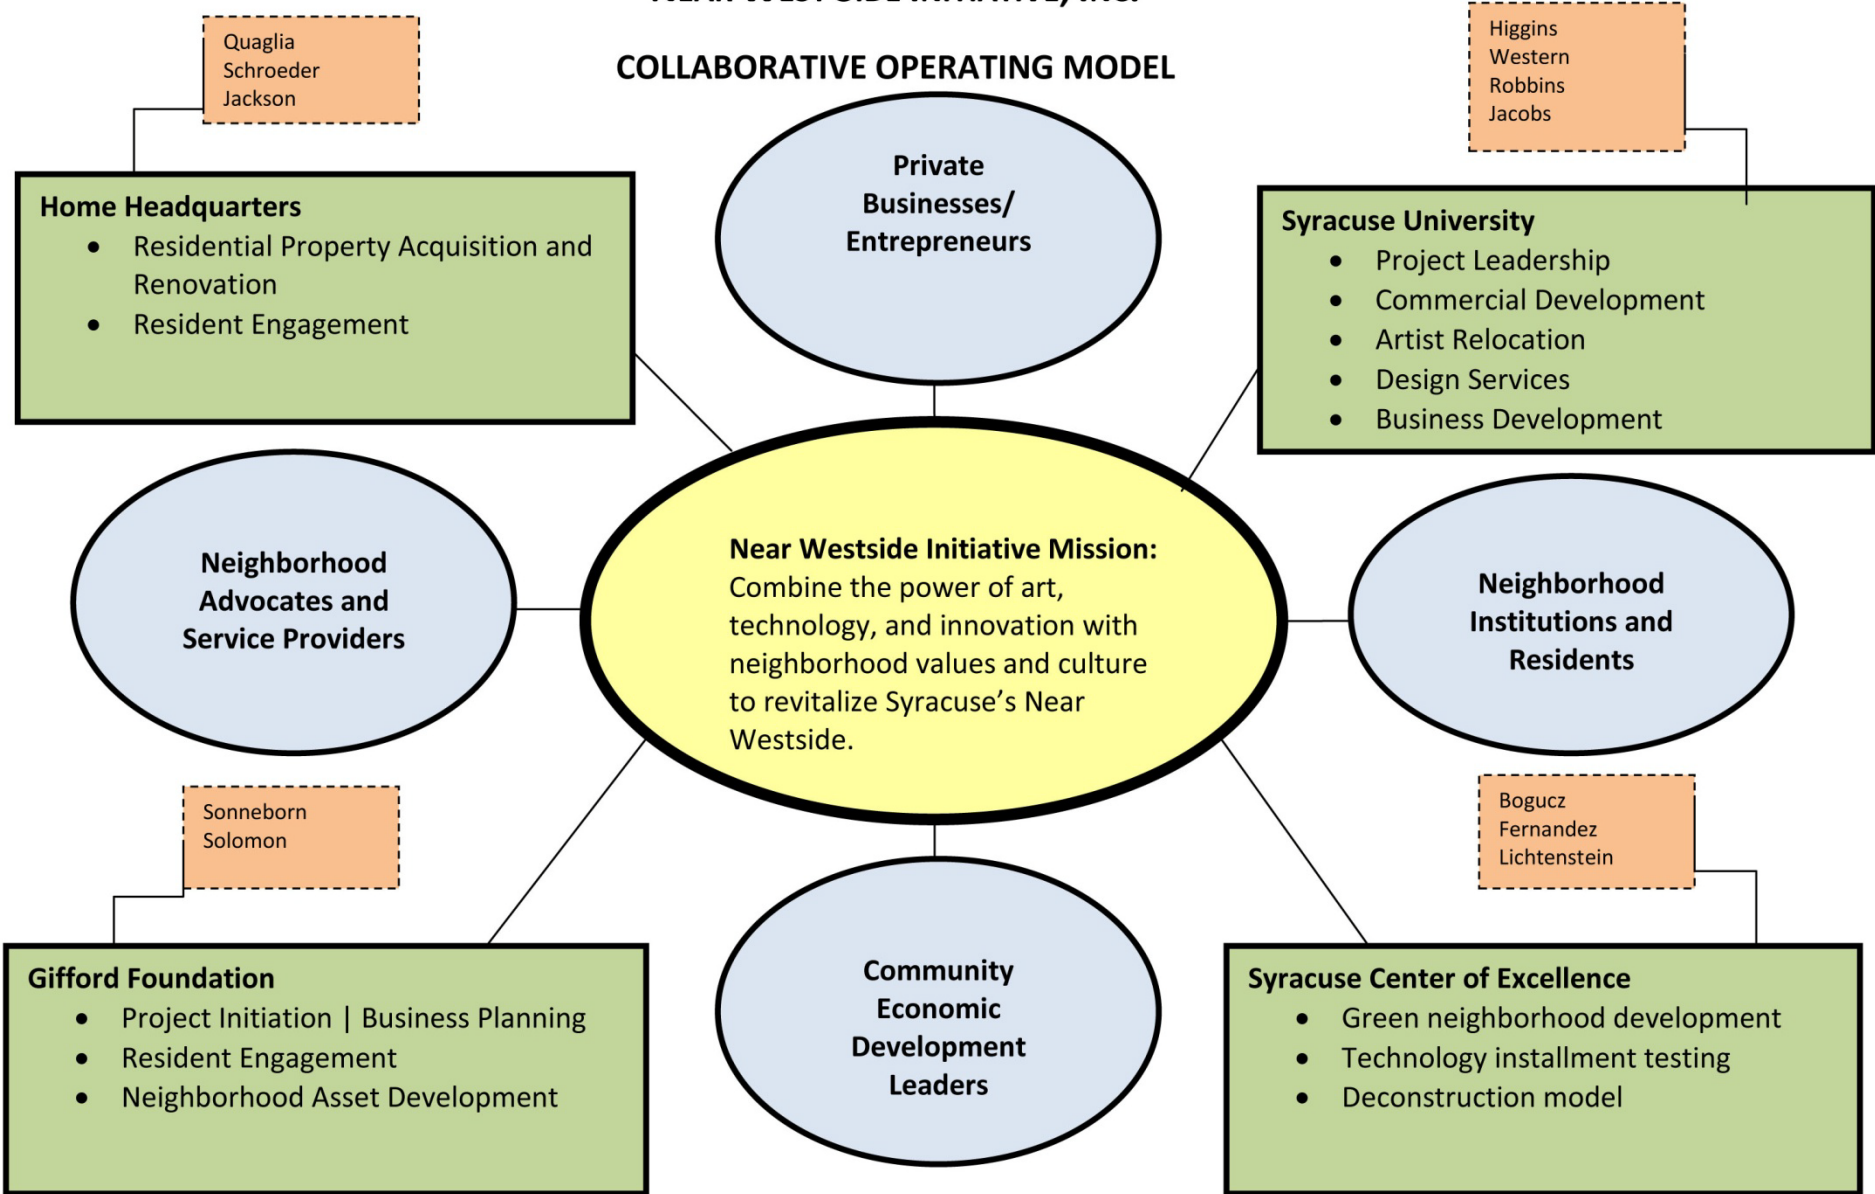 NEAR WESTSIDE INITIATIVE, INC.
COLLABORATIVE OPERATING MODEL
Quaglia
Schroeder
Jackson
Higgins
Western
Robbins
Jacobs
Home Headquarters
• Residential Property Acquisition and
Renovation
• Resident Engagement
Private
Businesses/
Entrepreneurs
Syracuse University
• Project Leadership
• Commercial Development
• Artist Relocation
• Design Services
• Business Development
Neighborhood
Advocates and
Service Providers
Near Westside Initiative Mission:
Combine the power of art,
technology, and innovation with
neighborhood values and culture
to revitalize Syracuse’s Near
Westside.
Neighborhood
Institutions and
Residents
Sonneborn
Solomon
Bogucz
Fernandez
Lichtenstein
Gifford Foundation
• Project Initiation | Business Planning
• Resident Engagement
• Neighborhood Asset Development
Community
Economic
Development
Leaders
Syracuse Center of Excellence
• Green neighborhood development
• Technology installment testing
• Deconstruction model